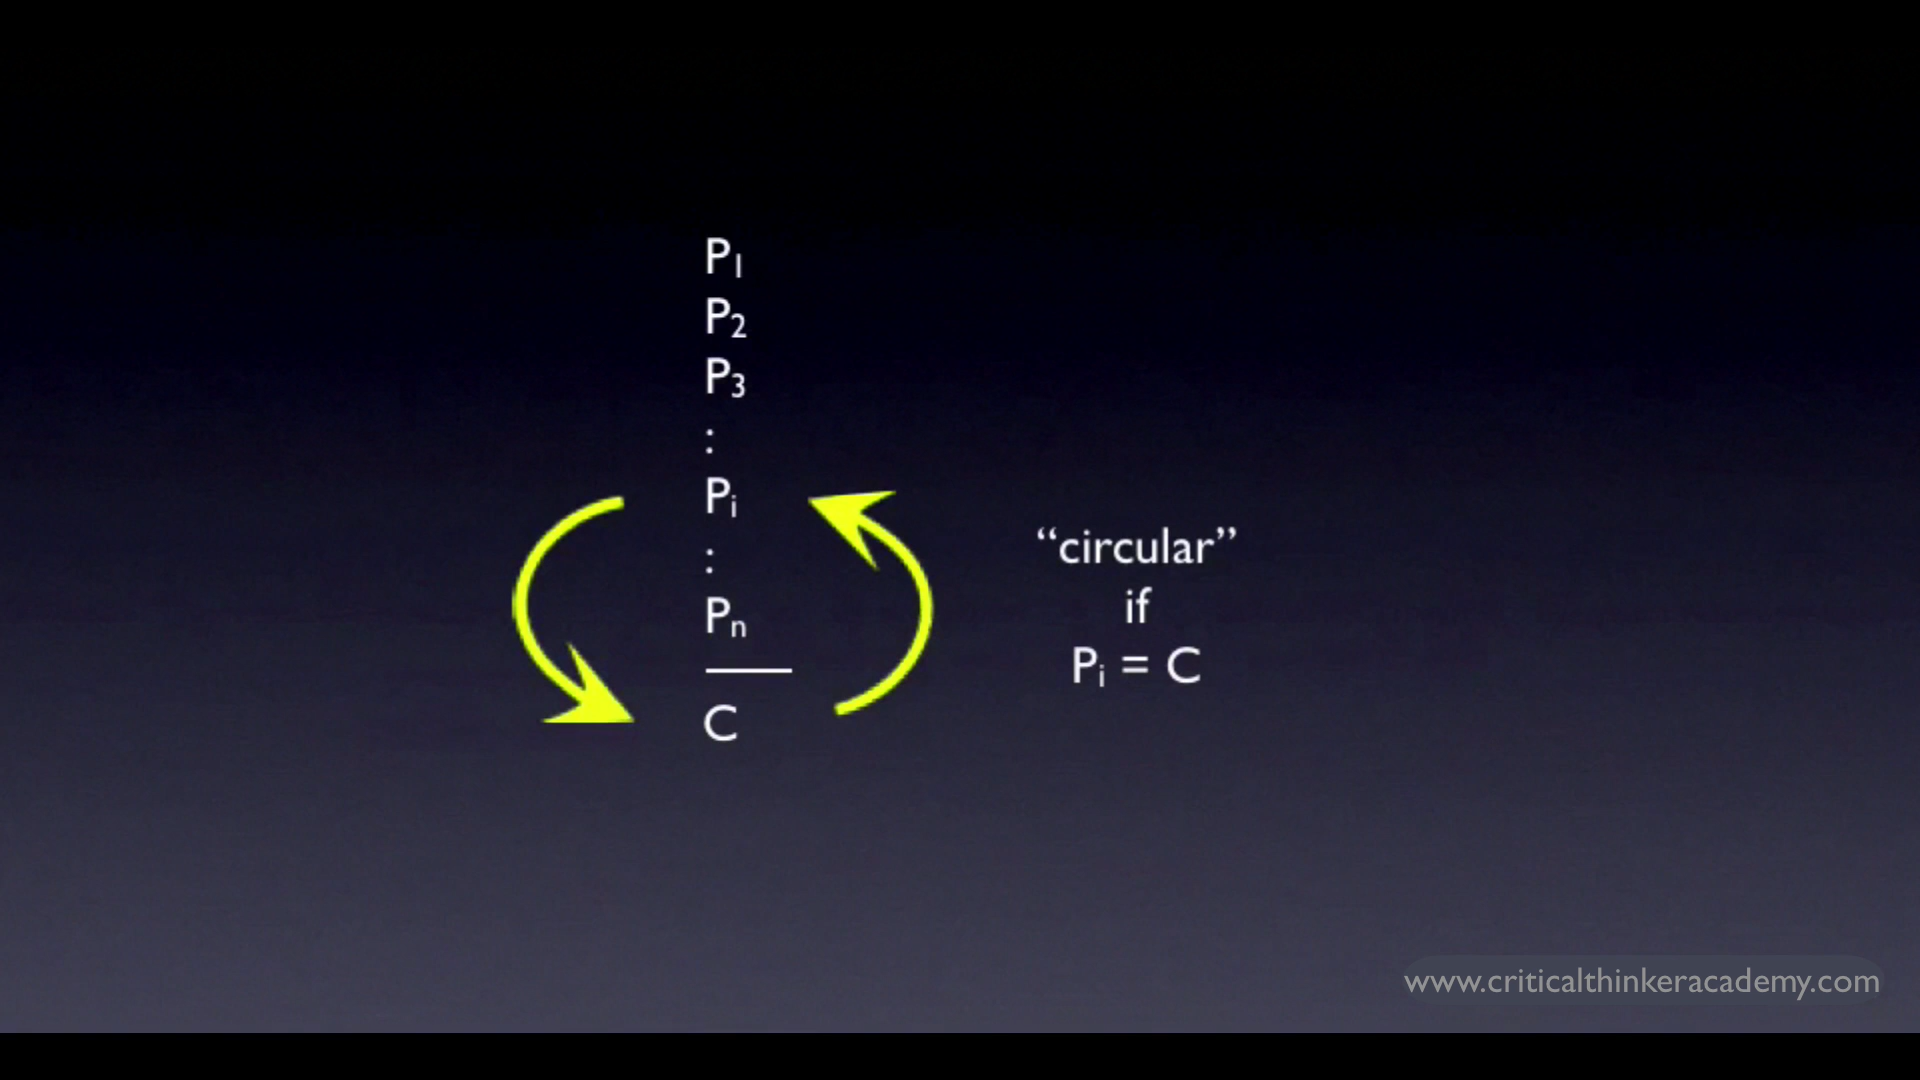 P₁
P₂
P₃
:
Pᵢ
:
Pₙ
C
“circular”
if
Pᵢ = C
www.criticalthinkeracademy.com